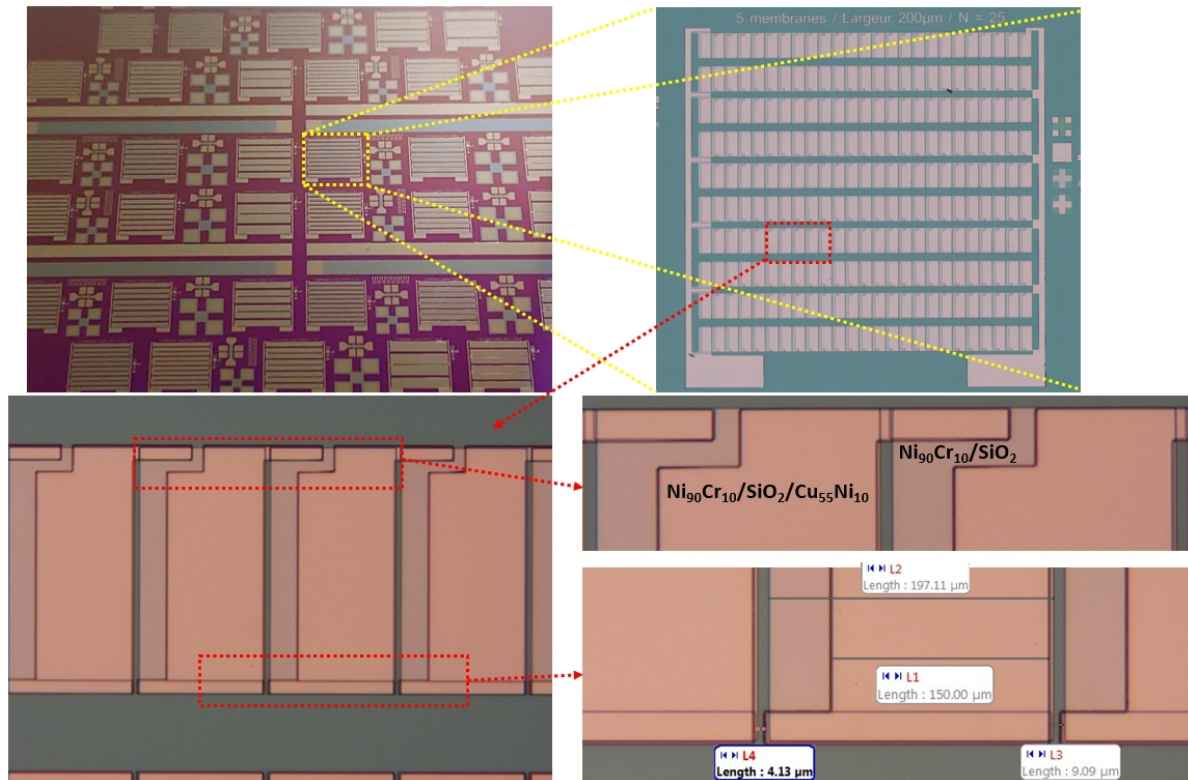 5 membranes / Largeur 200µm / N = 25
Ni90Cr10/SiO2
Ni90Cr10/SiO2/Cu55Ni10
L2
Length : 197.11 µm
L1
Length : 150.00 µm
L4
Length : 4.13 µm
L3
Length : 9.09 µm